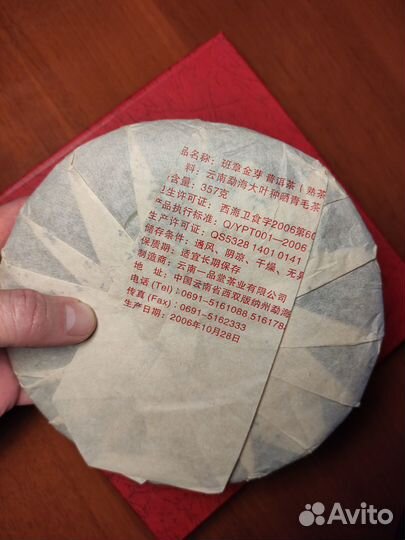 品名称：班章金芽 普洱茶（熟茶
料：云南勐海大叶种晒青毛茶
含量：357克
卫生许可证：西滴卫食字2006第60
产品执行标准：Q/YPT001—2006
生产许可证：QS5328 1401 0141
储存条件：通风、阴凉、干燥、无异
保质期：适宜长期保存
制造商：云南一品堂茶业有限公司
地 址：中国云南省西双版纳州勐海
电话(Tel)：0691-5161088 516178
传真(Fax)：0691-5162333
生产日期：2006年10月28日
Avito